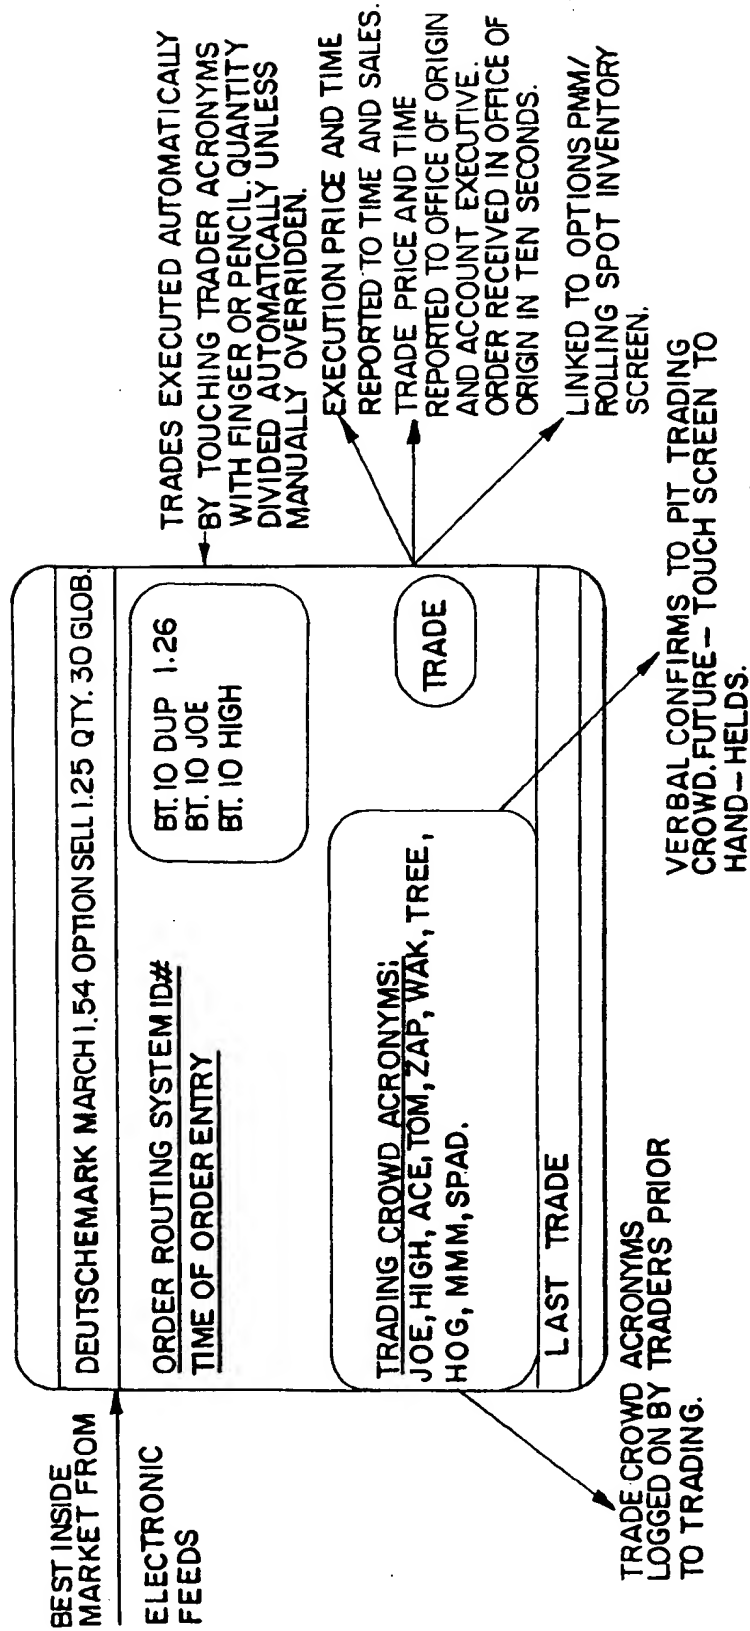 BEST INSIDE
MARKET FROM
ELECTRONIC
FEEDS
DEUTSCHEMARK MARCH 1.54 OPTION SELL 1.25 QTY. 30 GLOB.
ORDER ROUTING SYSTEM ID#
TIME OF ORDER ENTRY
BT. 10 DUP 1.26
BT. 10 JOE
BT. 10 HIGH
TRADING CROWD ACRONYMS:
JOE, HIGH, ACE, TOM, ZAP, WAK, TREE,
HOG, MMM, SPAD.
TRADE
LAST TRADE
TRADES EXECUTED AUTOMATICALLY
BY TOUCHING TRADER ACRONYMS
WITH FINGER OR PENCIL. QUANTITY
DIVIDED AUTOMATICALLY UNLESS
MANUALLY OVERRIDDEN.
EXECUTION PRICE AND TIME
REPORTED TO TIME AND SALES.
TRADE PRICE AND TIME
REPORTED TO OFFICE OF ORIGIN
AND ACCOUNT EXECUTIVE.
ORDER RECEIVED IN OFFICE OF
ORIGIN IN TEN SECONDS.
LINKED TO OPTIONS PMM/
ROLLING SPOT INVENTORY
SCREEN.
TRADE CROWD ACRONYMS
LOGGED ON BY TRADERS PRIOR
TO TRADING.
VERBAL CONFIRMS TO PIT TRADING
CROWD. FUTURE — TOUCH SCREEN TO
HAND — HELDS.